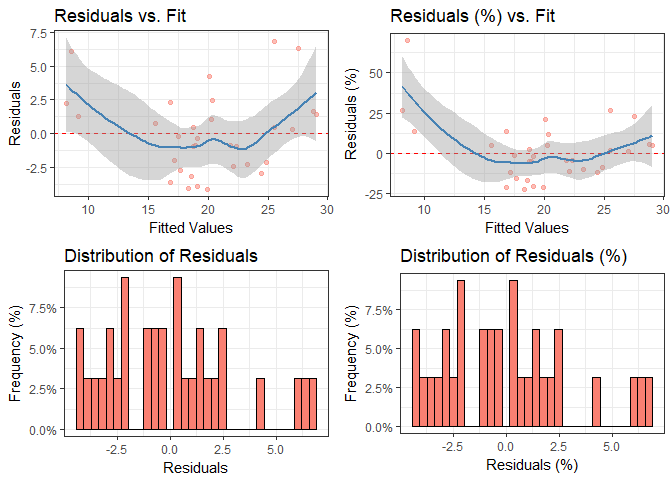 Residuals vs. Fit
7.5
5.0
2.5
0.0
-2.5
Residuals
10
15
20
25
30
Fitted Values
Residuals (%) vs. Fit
50
25
0
-25
Residuals (%)
10
15
20
25
30
Fitted Values
Distribution of Residuals
7.5%
5.0%
2.5%
0.0%
Frequency (%)
-2.5
0.0
2.5
5.0
Residuals
Distribution of Residuals (%)
7.5%
5.0%
2.5%
0.0%
Frequency (%)
-2.5
0.0
2.5
5.0
Residuals (%)